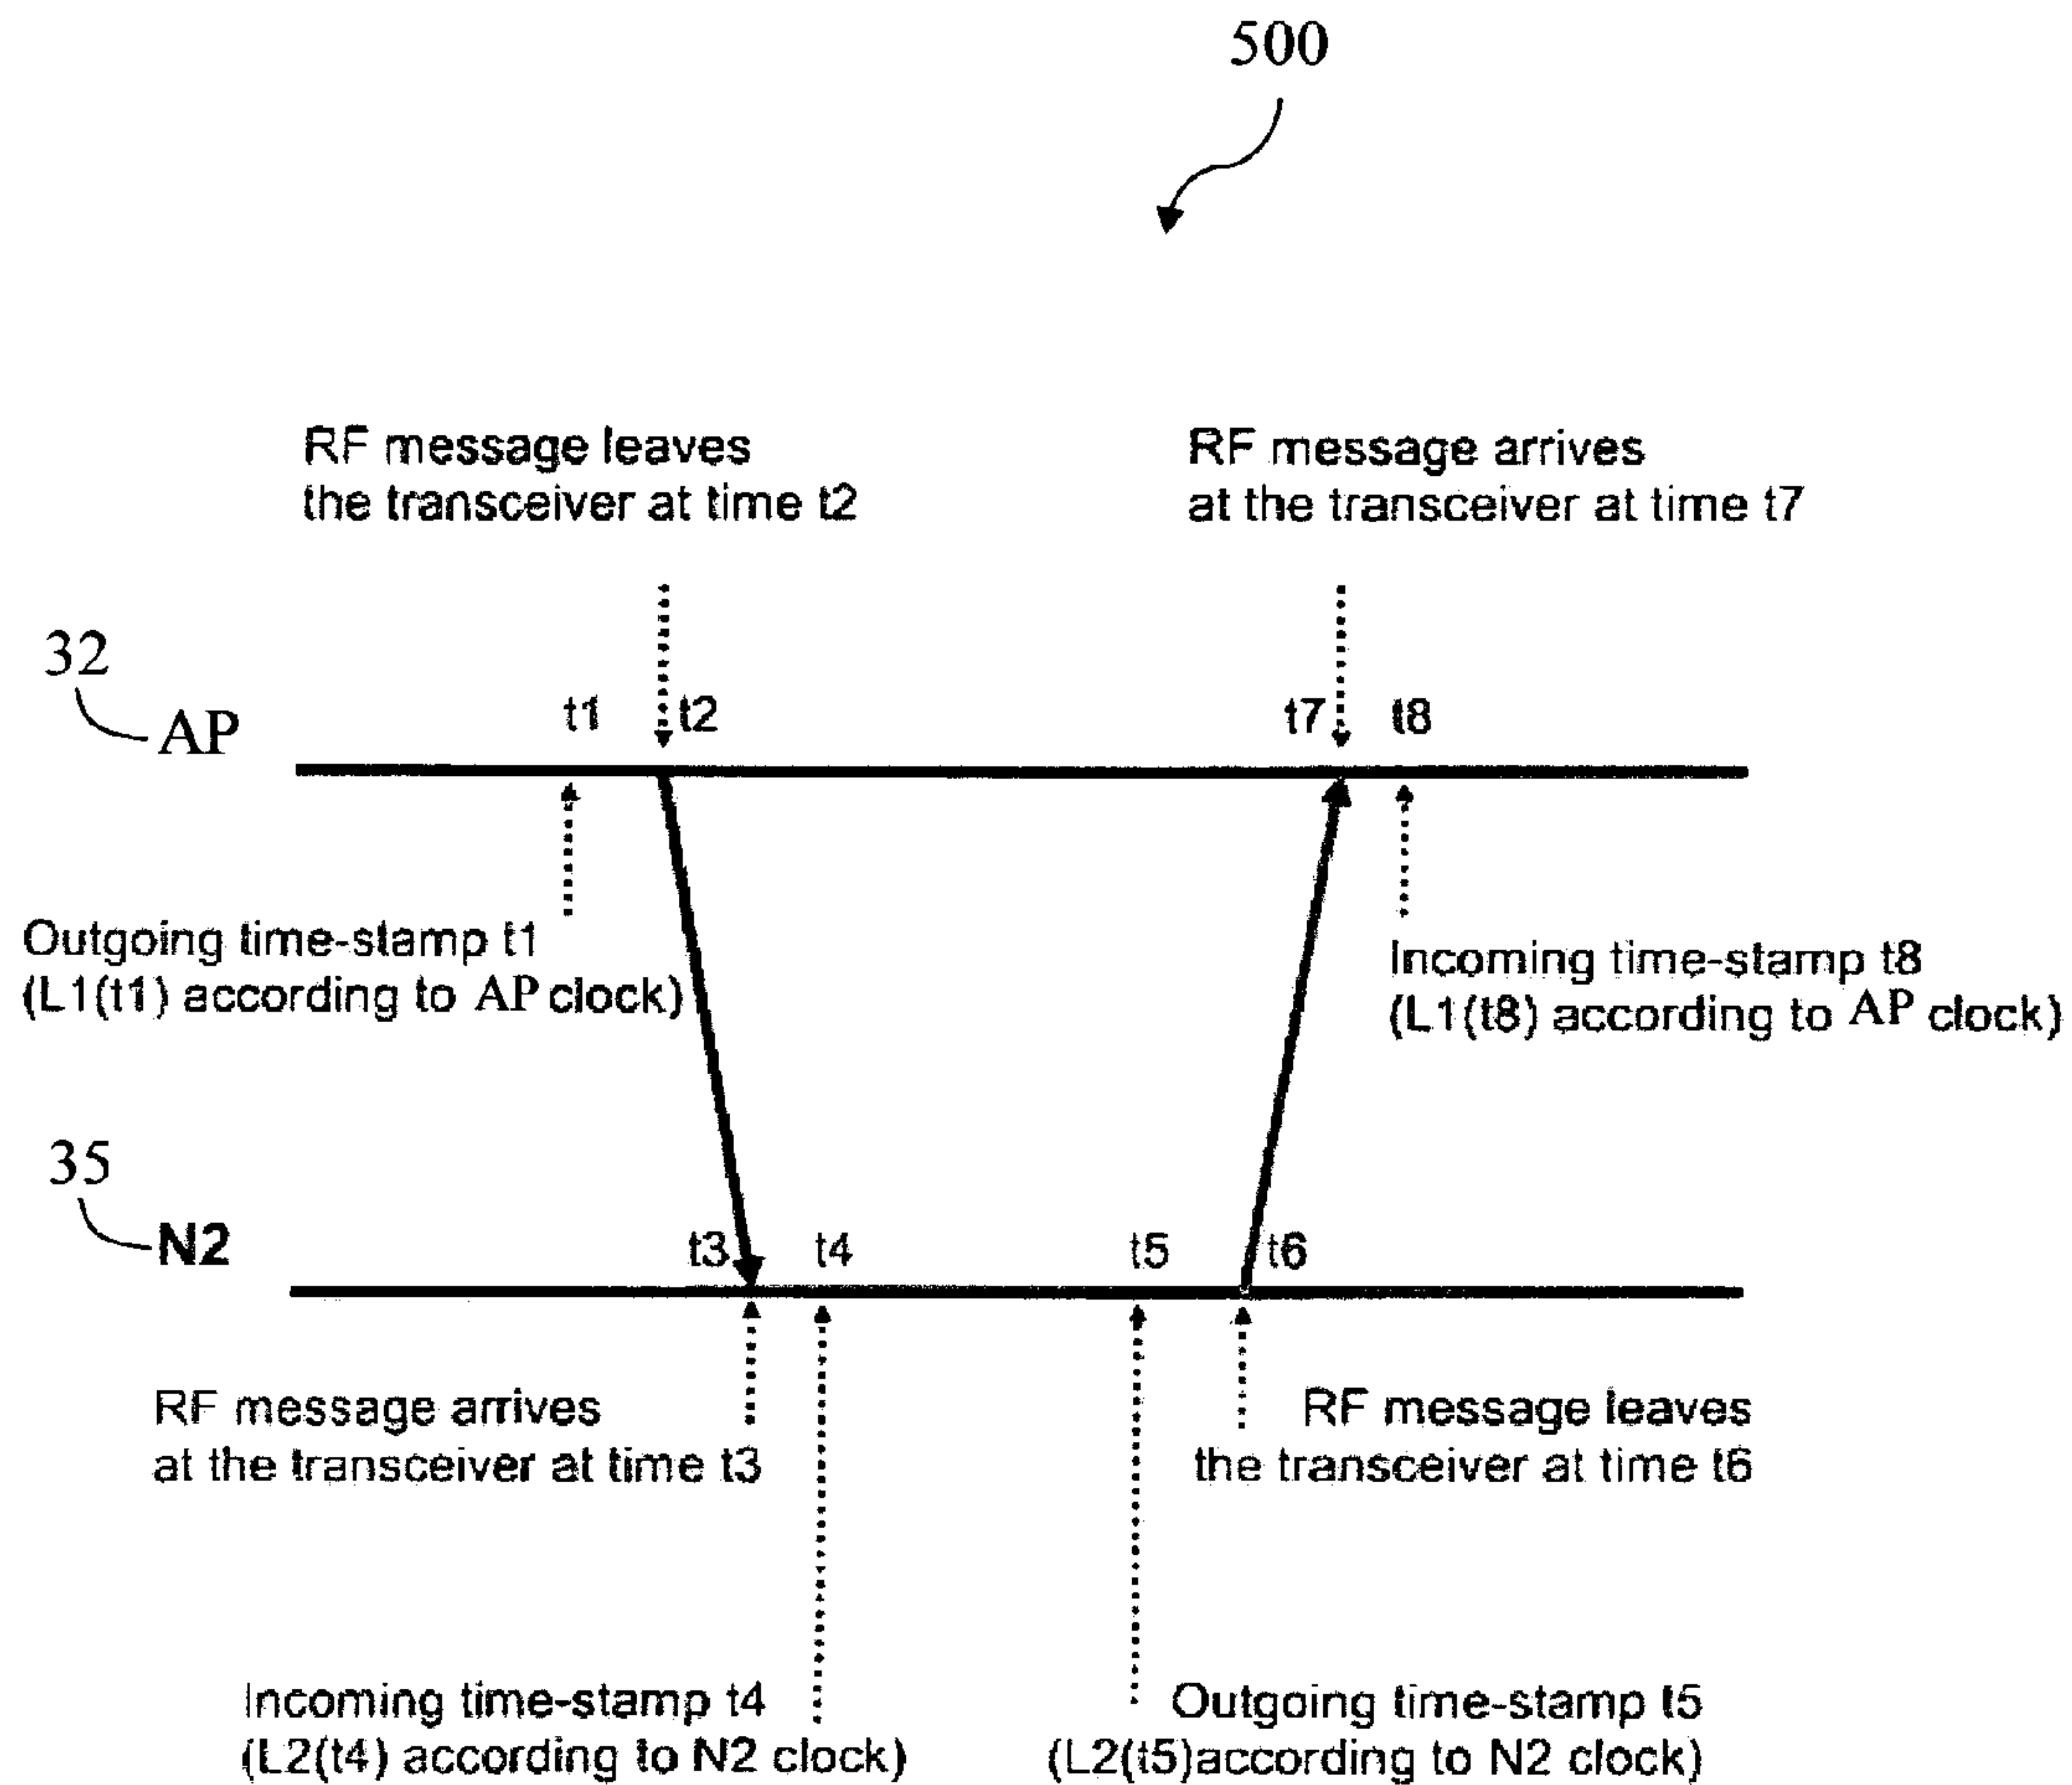 500
RF message leaves
the transceiver at time t2
RF message arrives
at the transceiver at time t7
32
AP
t1
t2
t7
t8
Outgoing time-stamp t1
(L1(t1) according to AP clock)
Incoming time-stamp t8
(L1(t8) according to AP clock)
35
N2
t3
t4
t5
t6
RF message arrives
at the transceiver at time t3
RF message leaves
the transceiver at time t6
Incoming time-stamp t4
(L2(t4) according to N2 clock)
Outgoing time-stamp t5
(L2(t5)according to N2 clock)